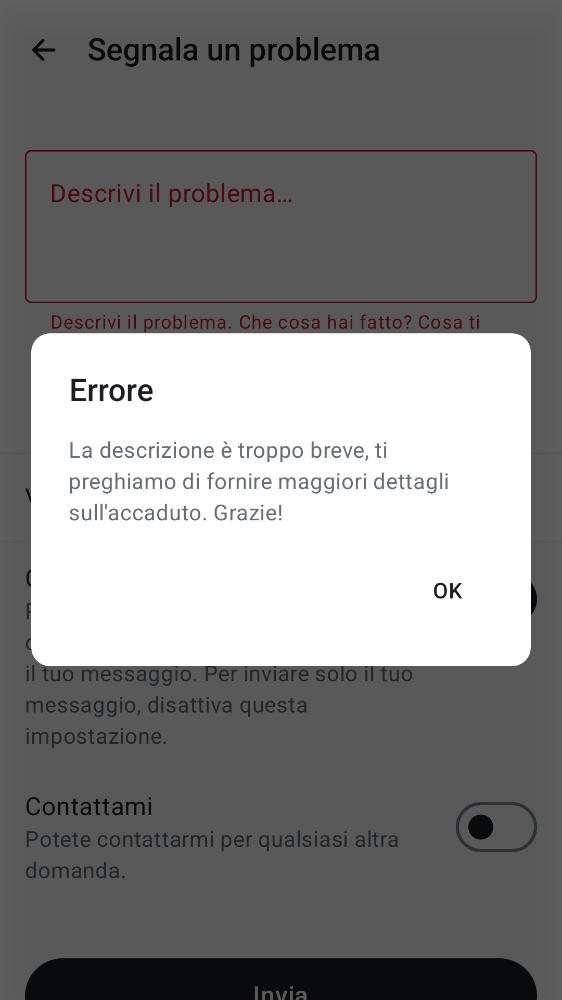 Segnala un problema
Descrivi il problema...
Descrivi il problema. Che cosa hai fatto? Cosa ti
Errore
La descrizione è troppo breve, ti
preghiamo di fornire maggiori dettagli
sull'accaduto. Grazie!
OK
il tuo messaggio. Per inviare solo il tuo
messaggio, disattiva questa
impostazione.
Contattami
Potete contattarmi per qualsiasi altra
domanda.
Invia